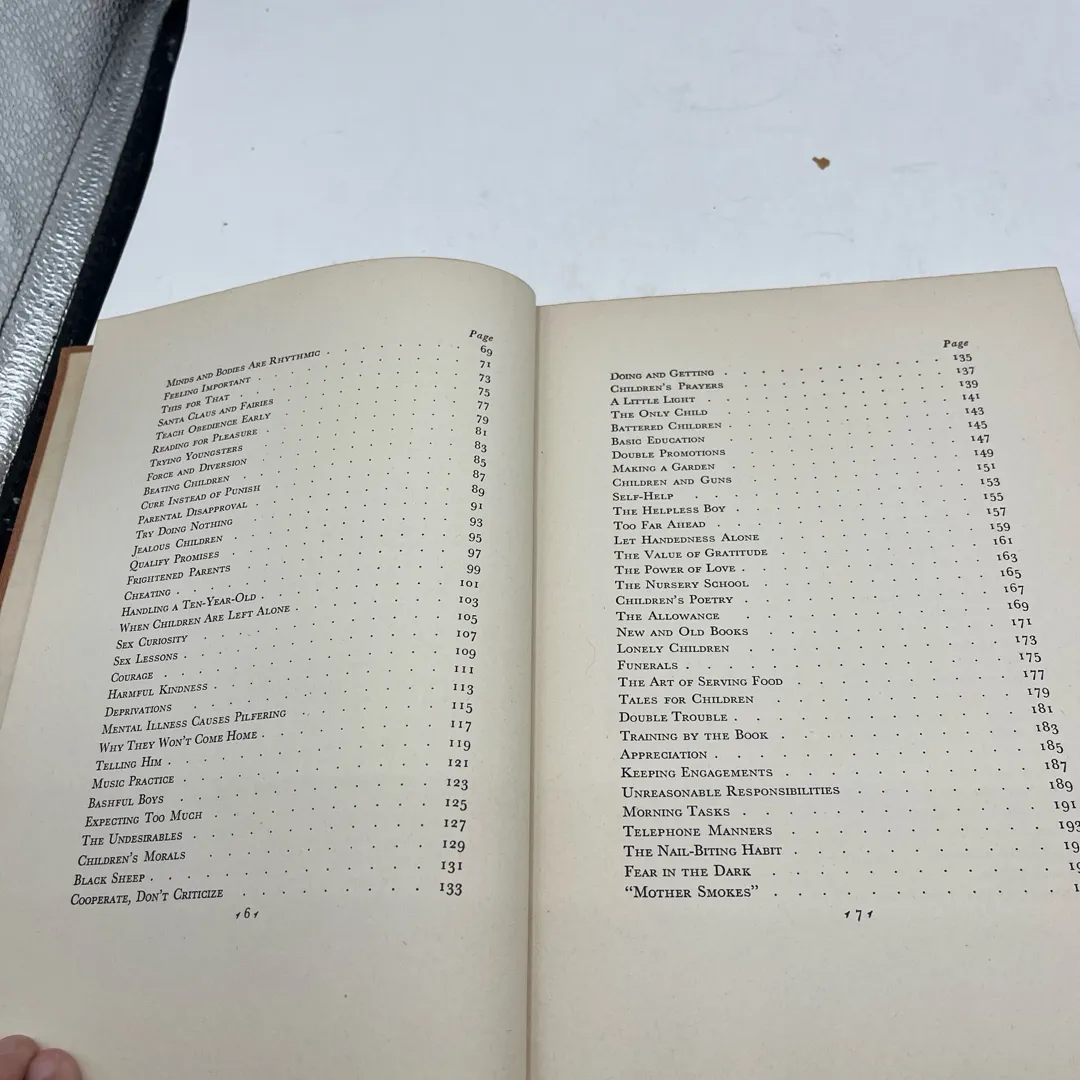 Page
Minds and Bodies Are Rhythmic . . . . . . . 69
Feeling Important . . . . . . . 71
This for That . . . . . . . 73
Santa Claus and Fairies . . . . . . . 75
Teach Obedience Early . . . . . . . 77
Reading for Pleasure . . . . . . . 79
Trying Youngsters . . . . . . . 81
Force and Diversion . . . . . . . 83
Beating Children . . . . . . . 85
Cure Instead of Punish . . . . . . . 87
Parental Disapproval . . . . . . . 89
Try Doing Nothing . . . . . . . 91
Jealous Children . . . . . . . 93
Qualify Promises . . . . . . . 95
Frightened Parents . . . . . . . 97
Cheating . . . . . . . 99
Handling a Ten-Year-Old . . . . . . . 101
When Children Are Left Alone . . . . . . . 103
Sex Curiosity . . . . . . . 105
Sex Lessons . . . . . . . 107
Courage . . . . . . . 109
Harmful Kindness . . . . . . . 111
Deprivations . . . . . . . 113
Mental Illness Causes Pilfering . . . . . . . 115
Why They Won't Come Home . . . . . . . 117
Telling Him . . . . . . . 119
Music Practice . . . . . . . 121
Bashful Boys . . . . . . . 123
Expecting Too Much . . . . . . . 125
The Undesirables . . . . . . . 127
Children's Morals . . . . . . . 129
Black Sheep . . . . . . . 131
Cooperate, Don't Criticize . . . . . . . 133
6
Page
Doing and Getting . . . . . . . 135
Children's Prayers . . . . . . . 137
A Little Light . . . . . . . 139
The Only Child . . . . . . . 141
Battered Children . . . . . . . 143
Basic Education . . . . . . . 145
Double Promotions . . . . . . . 147
Making a Garden . . . . . . . 149
Children and Guns . . . . . . . 151
Self-Help . . . . . . . 153
The Helpless Boy . . . . . . . 155
Too Far Ahead . . . . . . . 157
Let Handedness Alone . . . . . . . 159
The Value of Gratitude . . . . . . . 161
The Power of Love . . . . . . . 163
The Nursery School . . . . . . . 165
Children's Poetry . . . . . . . 167
The Allowance . . . . . . . 169
New and Old Books . . . . . . . 171
Lonely Children . . . . . . . 173
Funerals . . . . . . . 175
The Art of Serving Food . . . . . . . 177
Tales for Children . . . . . . . 179
Double Trouble . . . . . . . 181
Training by the Book . . . . . . . 183
Appreciation . . . . . . . 185
Keeping Engagements . . . . . . . 187
Unreasonable Responsibilities . . . . . . . 189
Morning Tasks . . . . . . . 191
Telephone Manners . . . . . . . 193
The Nail-Biting Habit . . . . . . .
Fear in the Dark . . . . . . .
"Mother Smokes" . . . . . . .
7